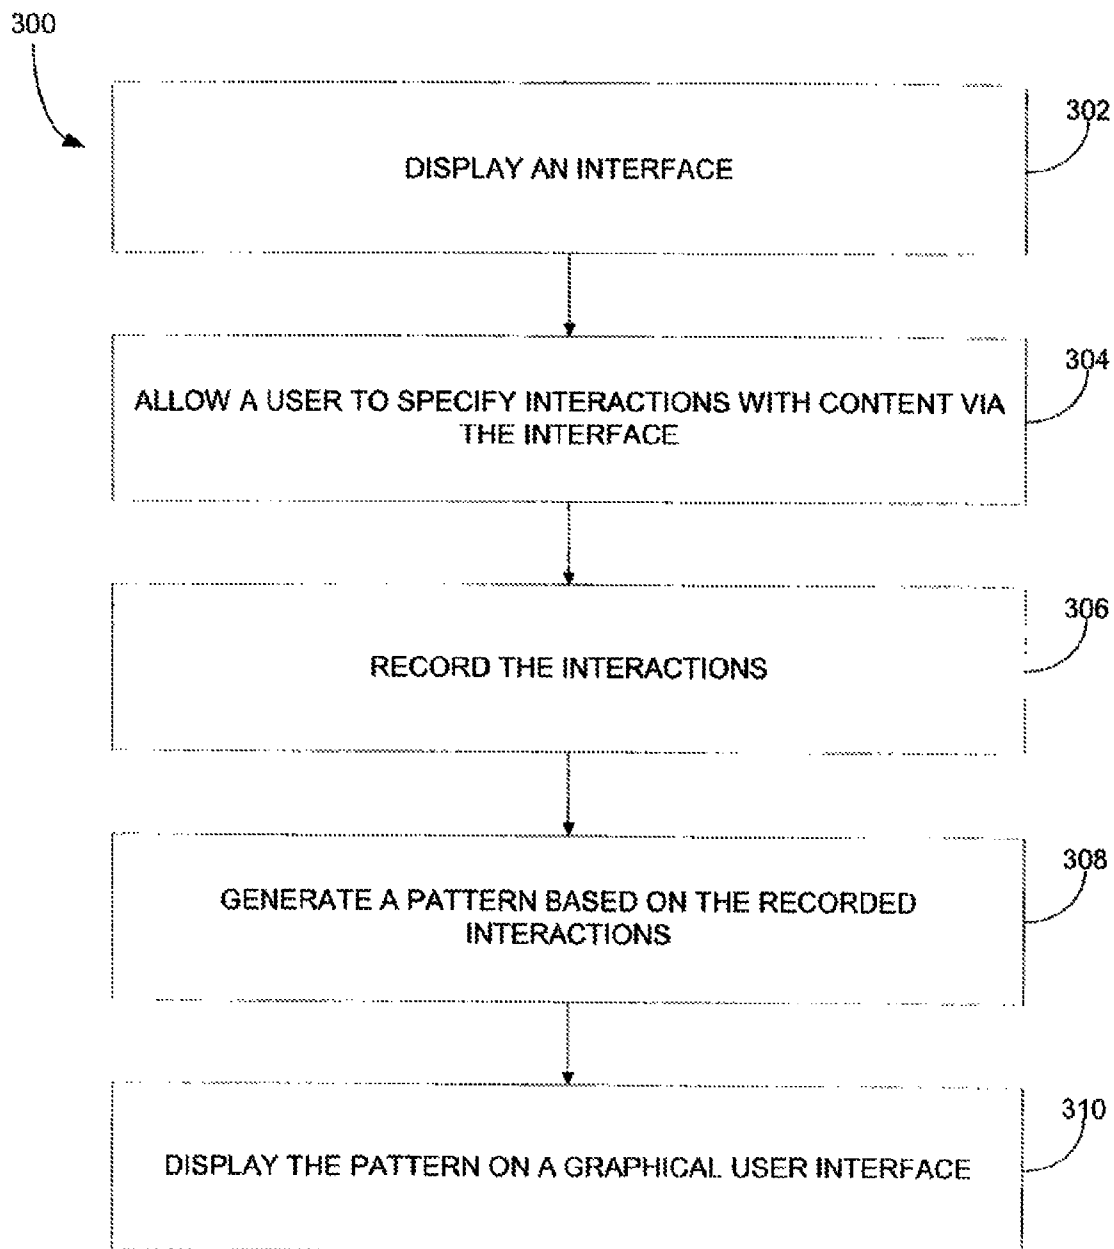 300
302
DISPLAY AN INTERFACE
304
ALLOW A USER TO SPECIFY INTERACTIONS WITH CONTENT VIA
THE INTERFACE
306
RECORD THE INTERACTIONS
308
GENERATE A PATTERN BASED ON THE RECORDED
INTERACTIONS
310
DISPLAY THE PATTERN ON A GRAPHICAL USER INTERFACE